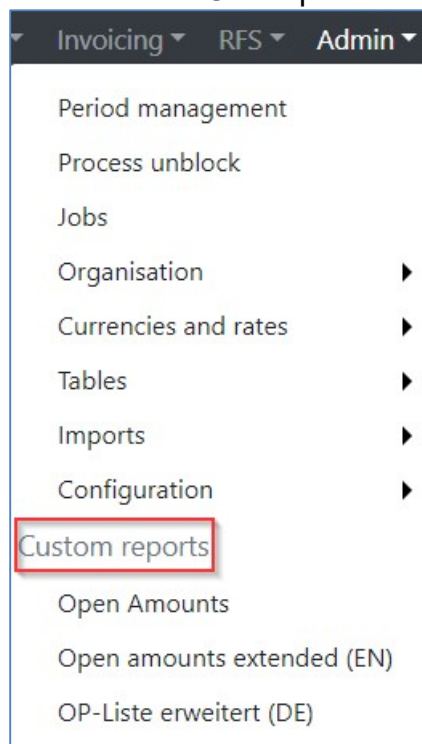 Invoicing RFS Admin
Period management
Process unblock
Jobs
Organisation
Currencies and rates
Tables
Imports
Configuration
Custom reports
Open Amounts
Open amounts extended (EN)
OP-Liste erweitert (DE)